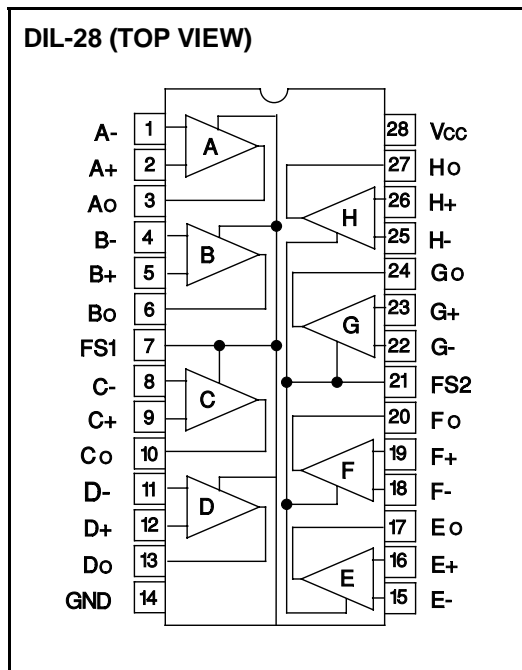 DIL-28 (TOP VIEW)
A- 1 A 28 Vcc
A+ 2 27 Ho
Ao 3 26 H+
B- 4 H 25 H-
B+ 5 B 24 Go
Bo 6 23 G+
FS1 7 G 22 G-
C- 8 21 FS2
C+ 9 C 20 Fo
Co 10 19 F+
D- 11 F 18 F-
D+ 12 D 17 Eo
Do 13 16 E+
GND 14 E 15 E-